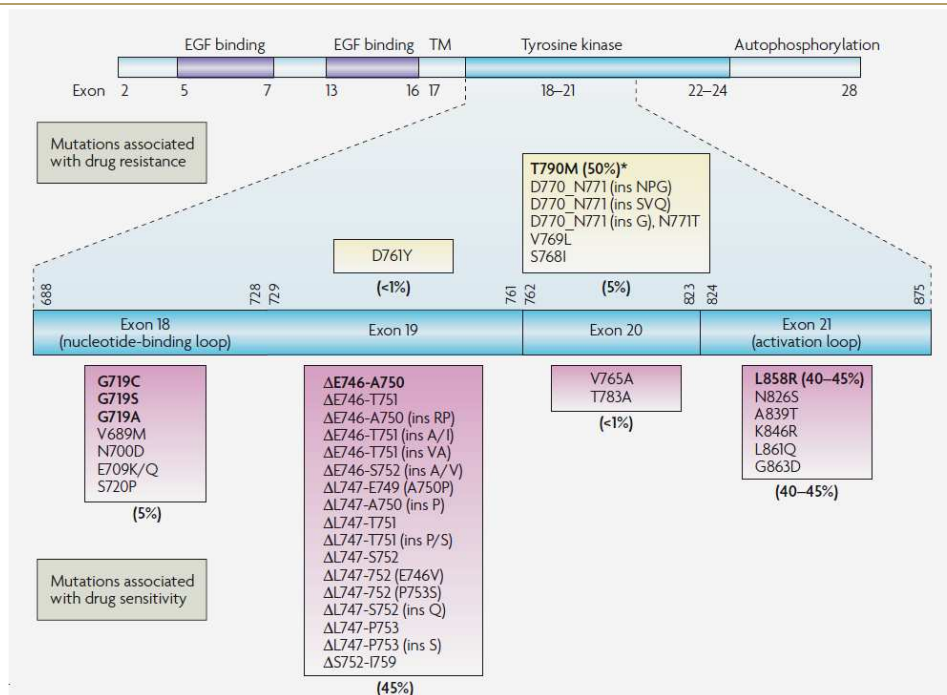 EGF binding EGF binding TM Tyrosine kinase Autophosphorylation
Exon 2 5 7 13 16 17 18–21 22–24 28
Mutations associated
with drug resistance
T790M (50%)*
D770_N771 (ins NPG)
D770_N771 (ins SVQ)
D770_N771 (ins G), N771T
V769L
S768I
(5%)
D761Y
(<1%)
688 728 729 761 762 823 824 875
Exon 18
(nucleotide-binding loop)
Exon 19
Exon 20
Exon 21
(activation loop)
G719C
G719S
G719A
V689M
N700D
E709K/Q
S720P
(5%)
ΔE746-A750
ΔE746-T751
ΔE746-A750 (ins RP)
ΔE746-T751 (ins A/I)
ΔE746-T751 (ins VA)
ΔE746-S752 (ins A/V)
ΔL747-E749 (A750P)
ΔL747-A750 (ins P)
ΔL747-T751
ΔL747-T751 (ins P/S)
ΔL747-S752
ΔL747-752 (E746V)
ΔL747-752 (P753S)
ΔL747-S752 (ins Q)
ΔL747-P753
ΔL747-P753 (ins S)
ΔS752-I759
(45%)
V765A
T783A
(<1%)
L858R (40–45%)
N826S
A839T
K846R
L861Q
G863D
(40–45%)
Mutations associated
with drug sensitivity